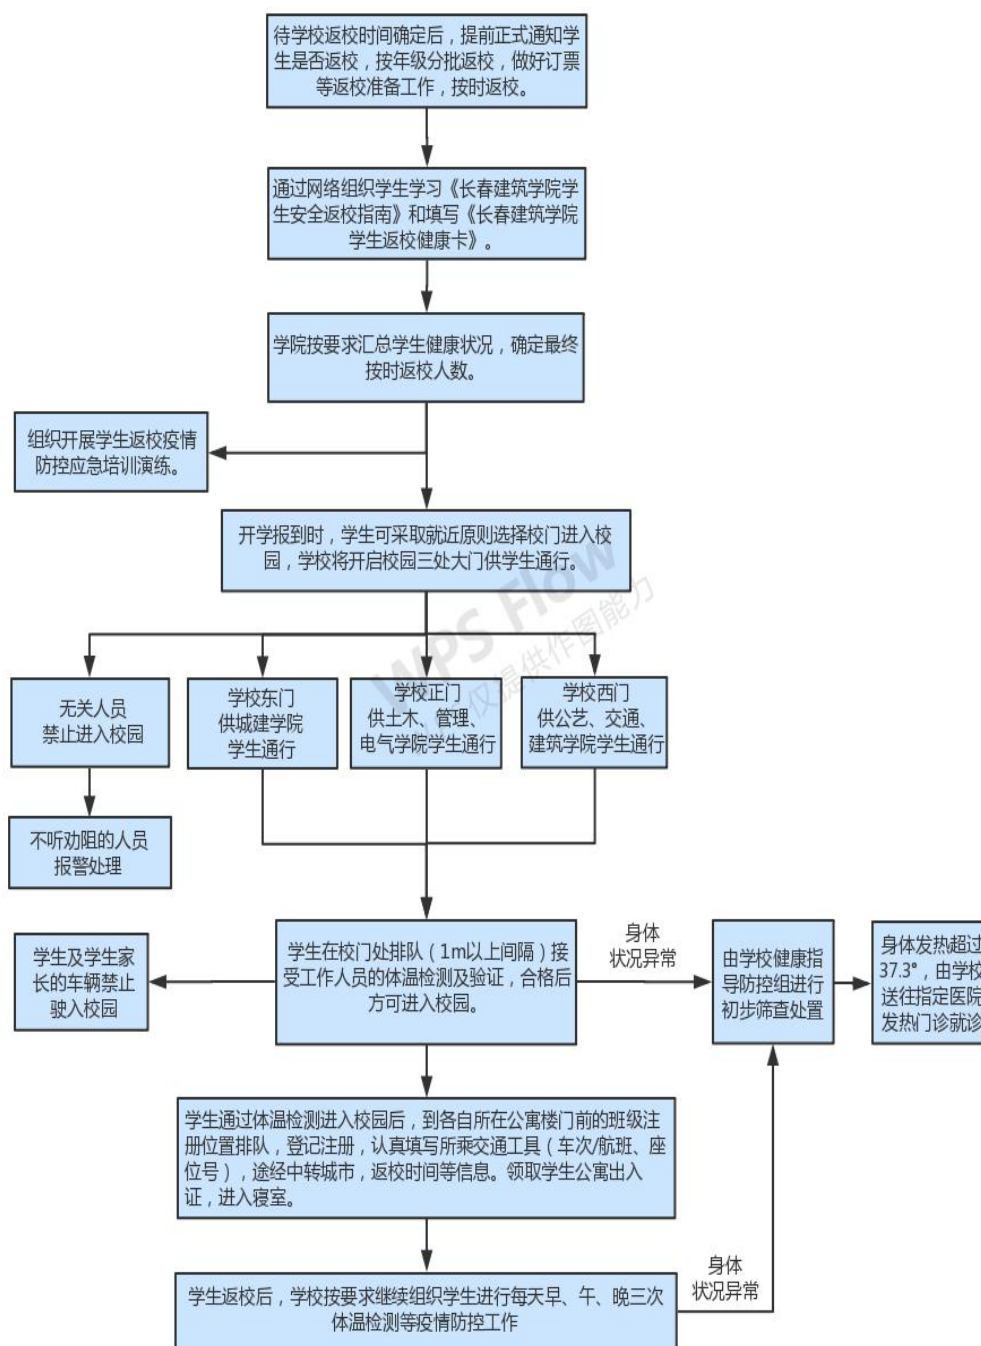 待学校返校时间确定后，提前正式通知学
生是否返校，按年级分批返校，做好订票
等返校准备工作，按时返校。
通过网络组织学生学习《长春建筑学院学
生安全返校指南》和填写《长春建筑学院
学生返校健康卡》。
学院按要求汇总学生健康状况，确定最终
按时返校人数。
组织开展学生返校疫情
防控应急培训演练。
开学报到时，学生可采取就近原则选择校门进入校
园，学校将开启校园三处大门供学生通行。
WPS Flow
仅提供作图能力
无关人员
禁止进入校园
学校东门
供城建学院
学生通行
学校正门
供土木、管理、
电气学院学生通行
学校西门
供公艺、交通、
建筑学院学生通行
不听劝阻的人员
报警处理
学生及学生家
长的车辆禁止
驶入校园
学生在校门处排队（1m以上间隔）接
受工作人员的体温检测及验证，合格后
方可进入校园。
身体
状况异常
由学校健康指
导防控组进行
初步筛查处置
身体发热超过
37.3°，由学校
送往指定医院
发热门诊就诊
学生通过体温检测进入校园后，到各自所在公寓楼门前的班级注
册位置排队，登记注册，认真填写所乘交通工具（车次/航班、座
位号），途经中转城市，返校时间等信息。领取学生公寓出入
证，进入寝室。
身体
状况异常
学生返校后，学校按要求继续组织学生进行每天早、午、晚三次
体温检测等疫情防控工作